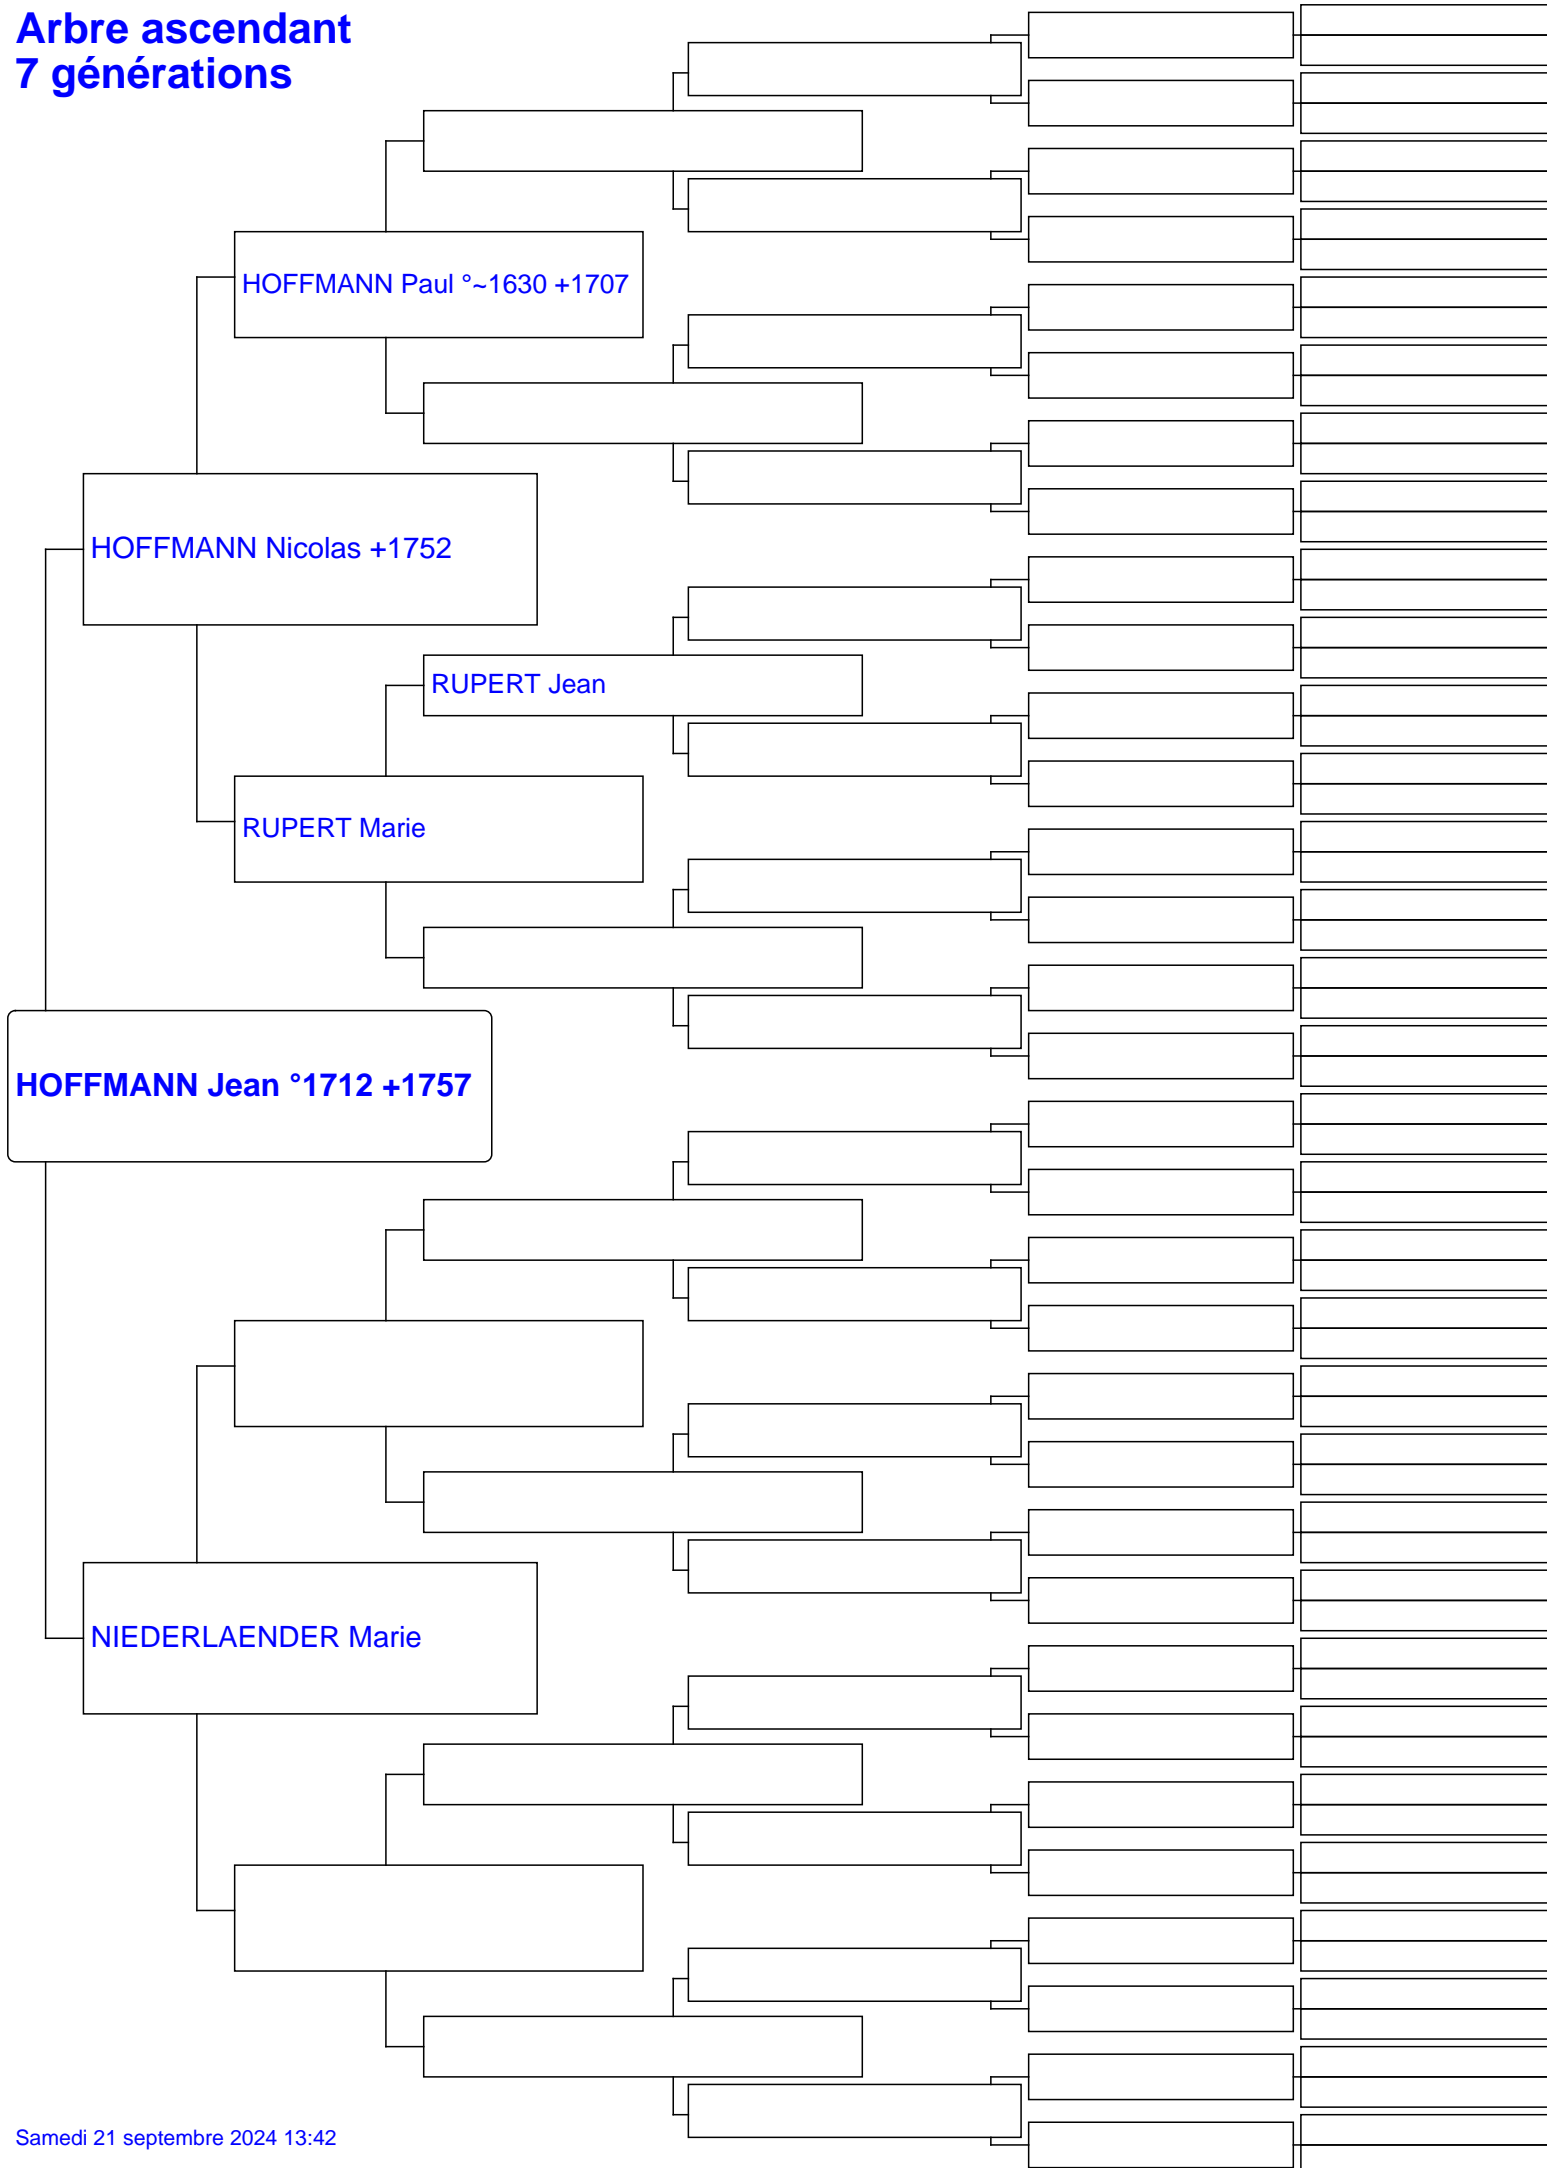 Arbre ascendant
7 générations
HOFFMANN Paul °~1630 +1707
HOFFMANN Nicolas +1752
RUPERT Jean
RUPERT Marie
HOFFMANN Jean °1712 +1757
NIEDERLAENDER Marie
Samedi 21 septembre 2024 13:42